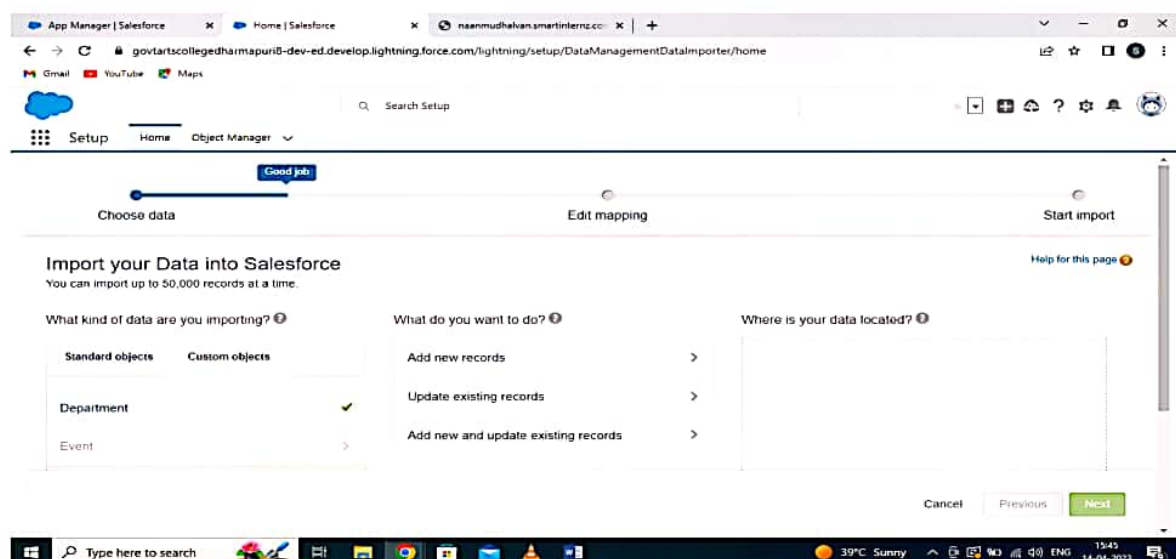 App Manager | Salesforce
Home | Salesforce
naanmudhalvan.smartinternz.co
govtartscollegedharmapuri8-dev-ed.develop.lightning.force.com/lightning/setup/DataManagementDataImporter/home
Gmail YouTube Maps
Search Setup
Setup Home Object Manager
Good job
Choose data Edit mapping Start import
Import your Data into Salesforce
Help for this page
You can import up to 50,000 records at a time.
What kind of data are you importing? What do you want to do? Where is your data located?
Standard objects Custom objects Add new records
Department Update existing records
Event Add new and update existing records
Cancel Previous Next
Type here to search 39°C Sunny ENG 15:45
14-04-2023